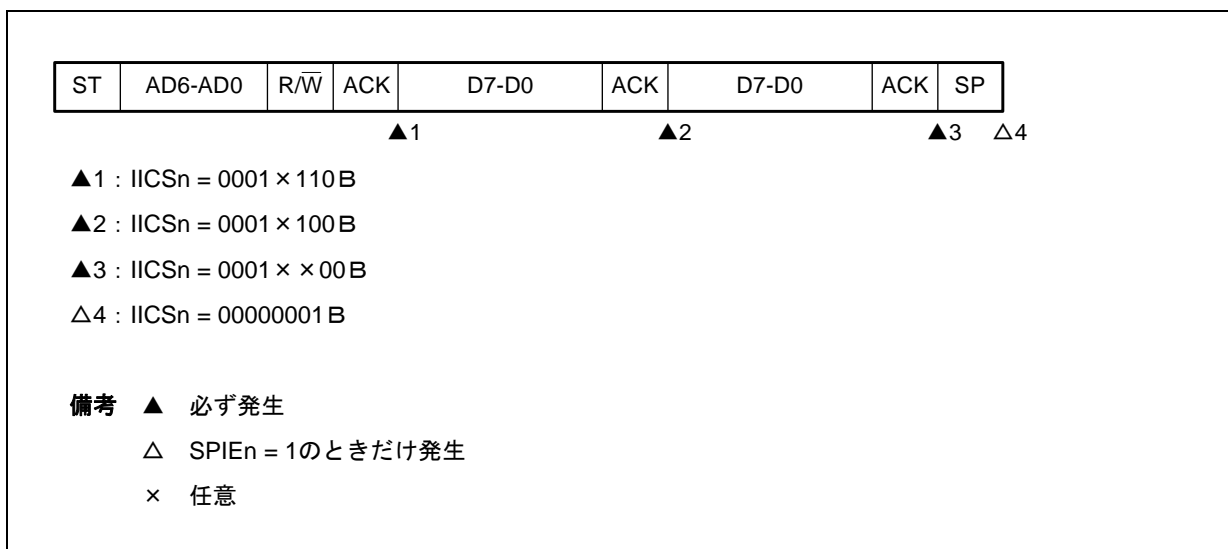 ST AD6-AD0 R/W̅ ACK D7-D0 ACK D7-D0 ACK SP
▲1 ▲2 ▲3 △4
▲1：IICSn = 0001×110B
▲2：IICSn = 0001×100B
▲3：IICSn = 0001××00B
△4：IICSn = 00000001B
備考 ▲ 必ず発生
△ SPIEn = 1のときだけ発生
× 任意